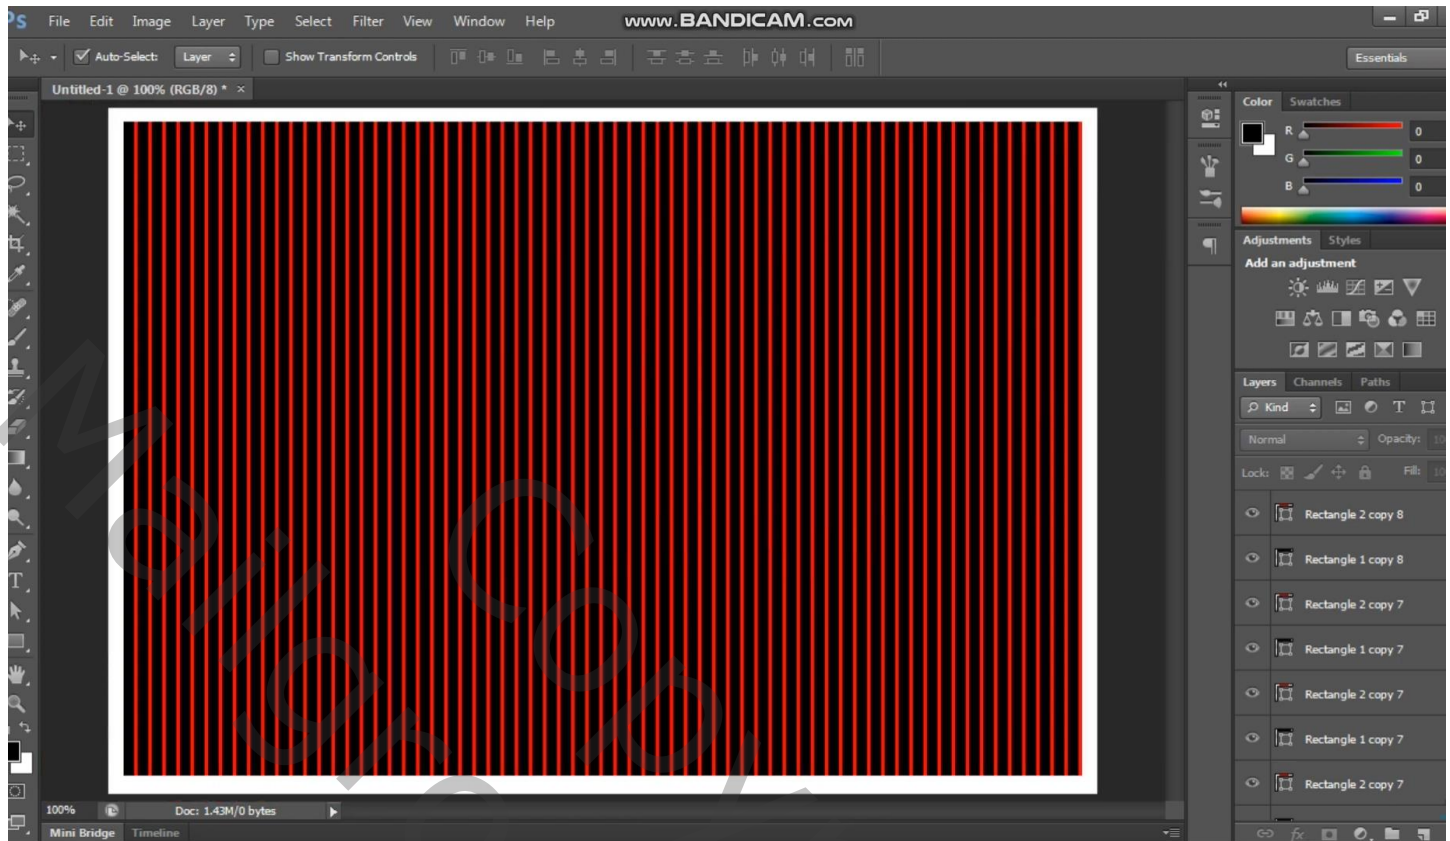 PS File Edit Image Layer Type Select Filter View Window Help www.BANDICAM.com
Auto-Select: Layer Show Transform Controls Essentials
Untitled-1 @ 100% (RGB/8) * ×
Color Swatches
R 0
G 0
B 0
Adjustments Styles
Add an adjustment
Layers Channels Paths
Kind T
Normal Opacity:
Lock: Fill:
Rectangle 2 copy 8
Rectangle 1 copy 8
Rectangle 2 copy 7
Rectangle 1 copy 7
Rectangle 2 copy 7
Rectangle 1 copy 7
Rectangle 2 copy 7
100% Doc: 1.43M/0 bytes
Mini Bridge Timeline
fx